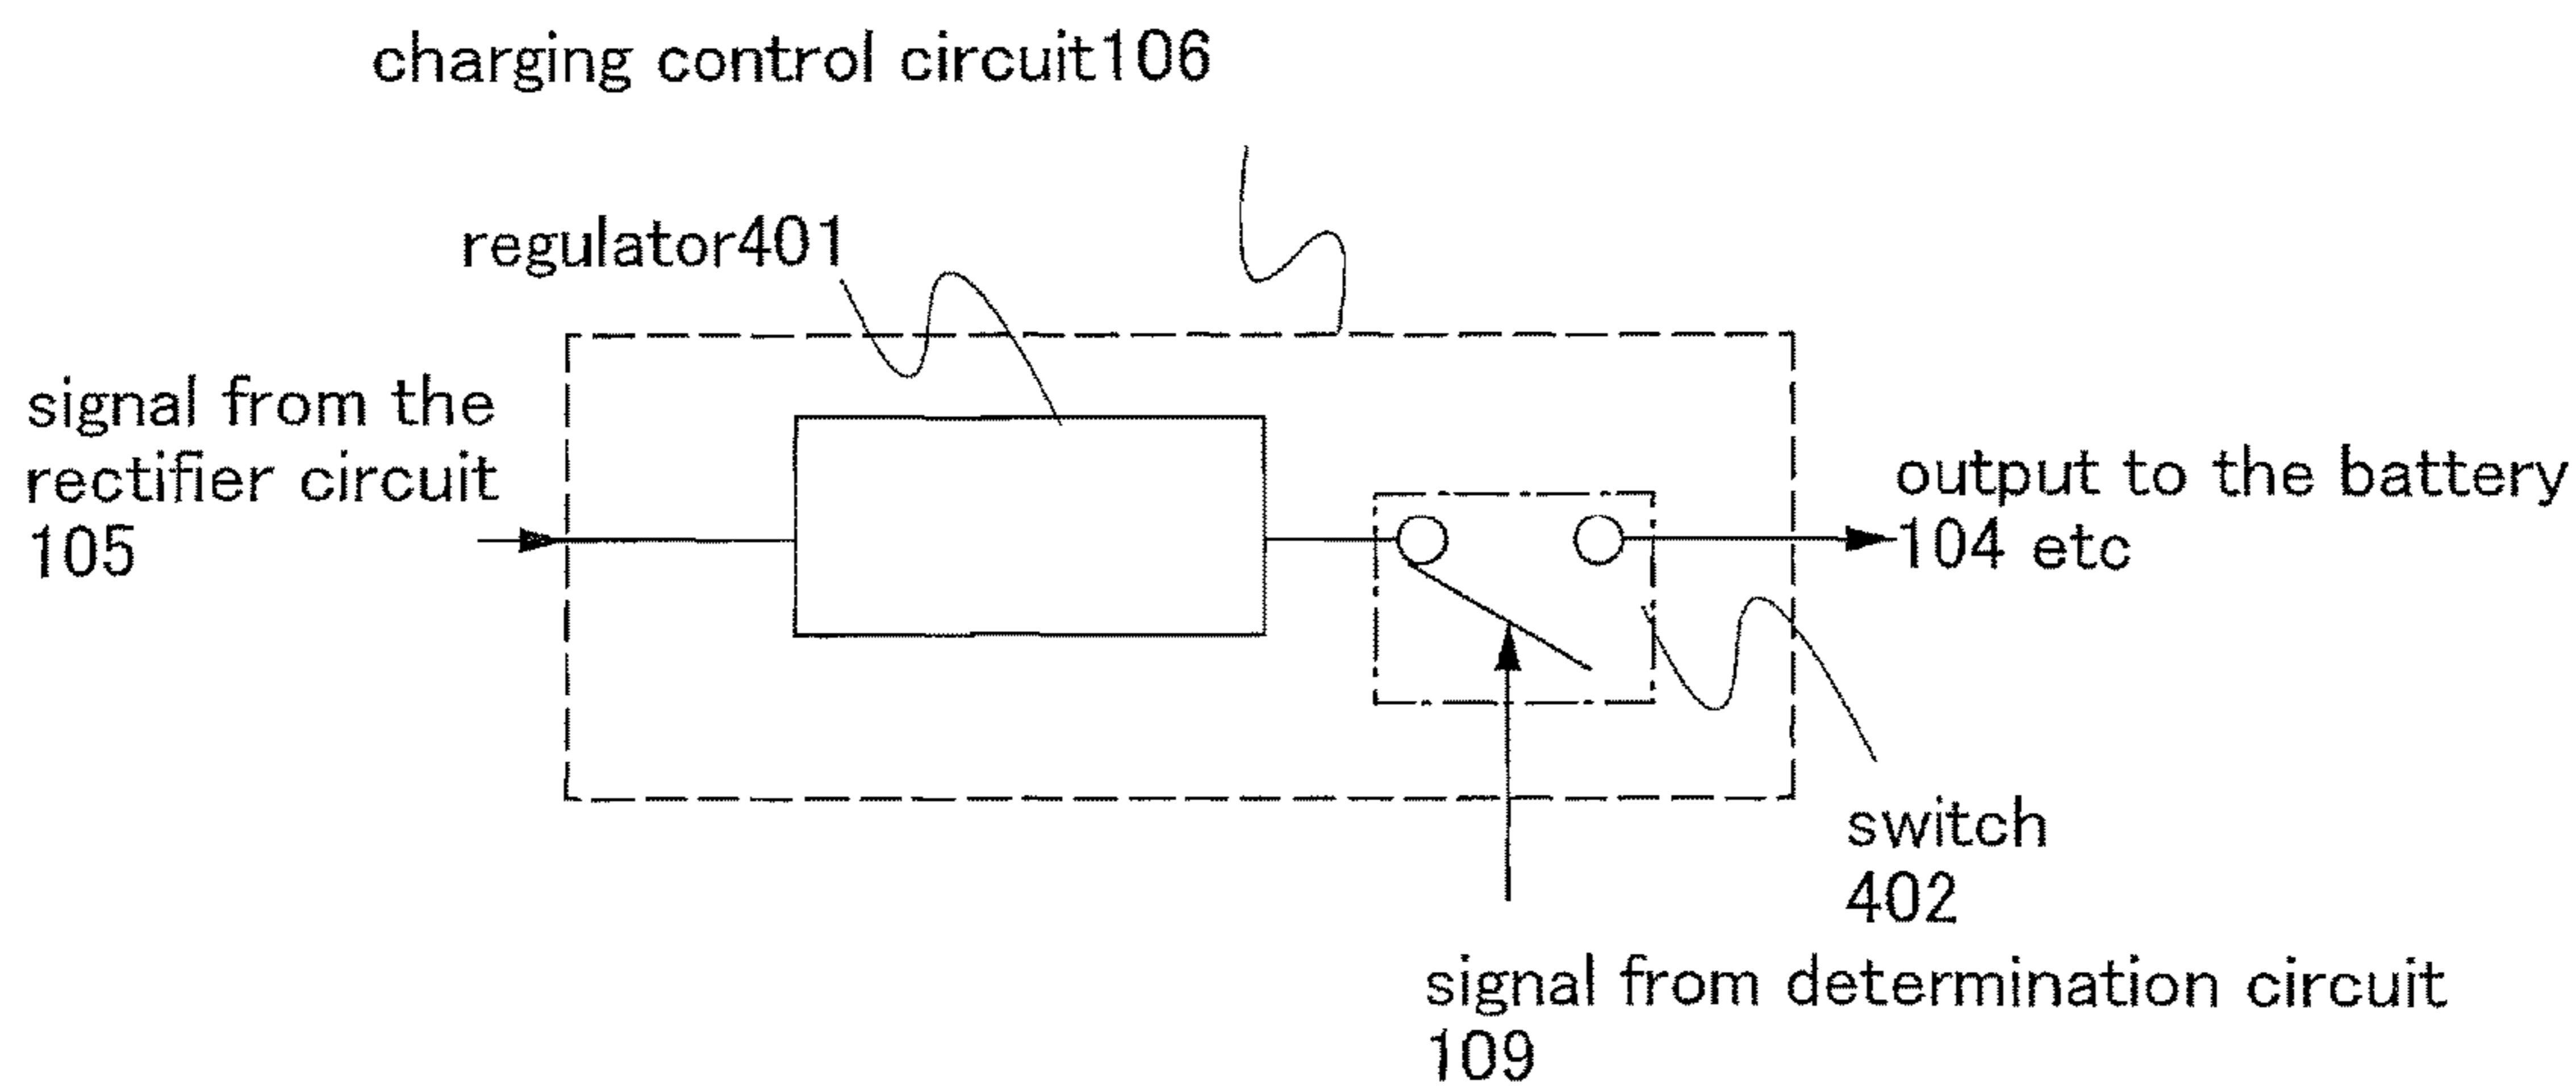 charging control circuit106
regulator401
signal from the
rectifier circuit
105
output to the battery
104 etc
switch
402
signal from determination circuit
109